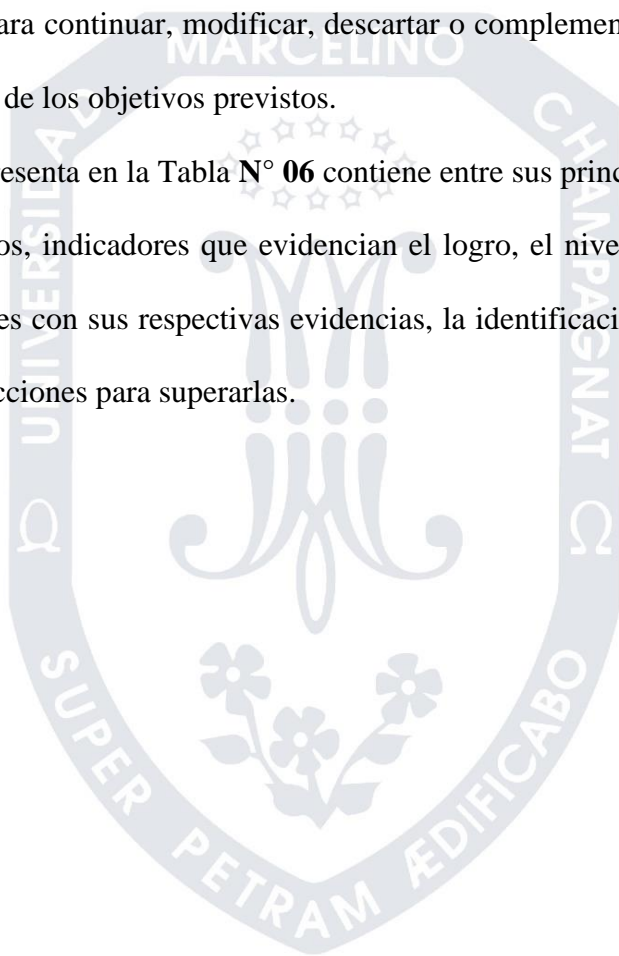 ara continuar, modificar, descartar o complemen
de los objetivos previstos.
esenta en la Tabla N° 06 contiene entre sus princ
os, indicadores que evidencian el logro, el nive
es con sus respectivas evidencias, la identificaci
cciones para superarlas.
UNIVERSIDAD
MARCELINO
CHAMPAGNAT
Ω Ω
SUPER PETRAM ÆDIFICABO